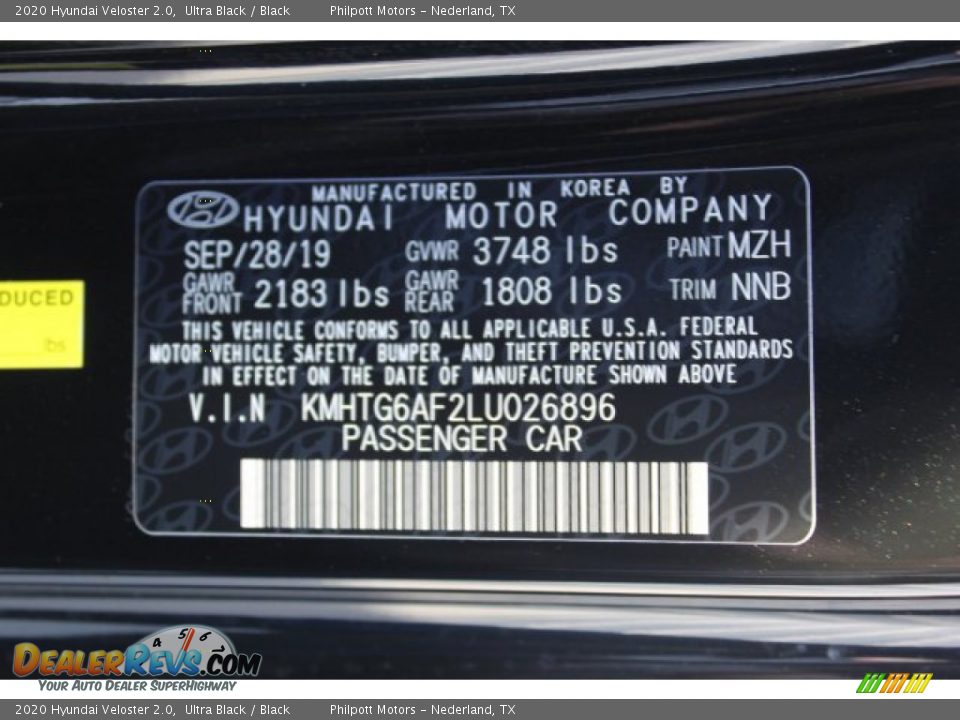 2020 Hyundai Veloster 2.0, Ultra Black / Black Philpott Motors - Nederland, TX
MANUFACTURED IN KOREA BY
HYUNDAI MOTOR COMPANY
SEP/28/19 GVWR 3748 lbs PAINT MZH
GAWR FRONT 2183 lbs GAWR REAR 1808 lbs TRIM NNB
THIS VEHICLE CONFORMS TO ALL APPLICABLE U.S.A. FEDERAL
MOTOR VEHICLE SAFETY, BUMPER, AND THEFT PREVENTION STANDARDS
IN EFFECT ON THE DATE OF MANUFACTURE SHOWN ABOVE
V.I.N KMHTG6AF2LU026896
PASSENGER CAR
DUCED
lbs
4 5 6
DEALERREVS.COM
YOUR AUTO DEALER SUPERHIGHWAY
2020 Hyundai Veloster 2.0, Ultra Black / Black Philpott Motors - Nederland, TX